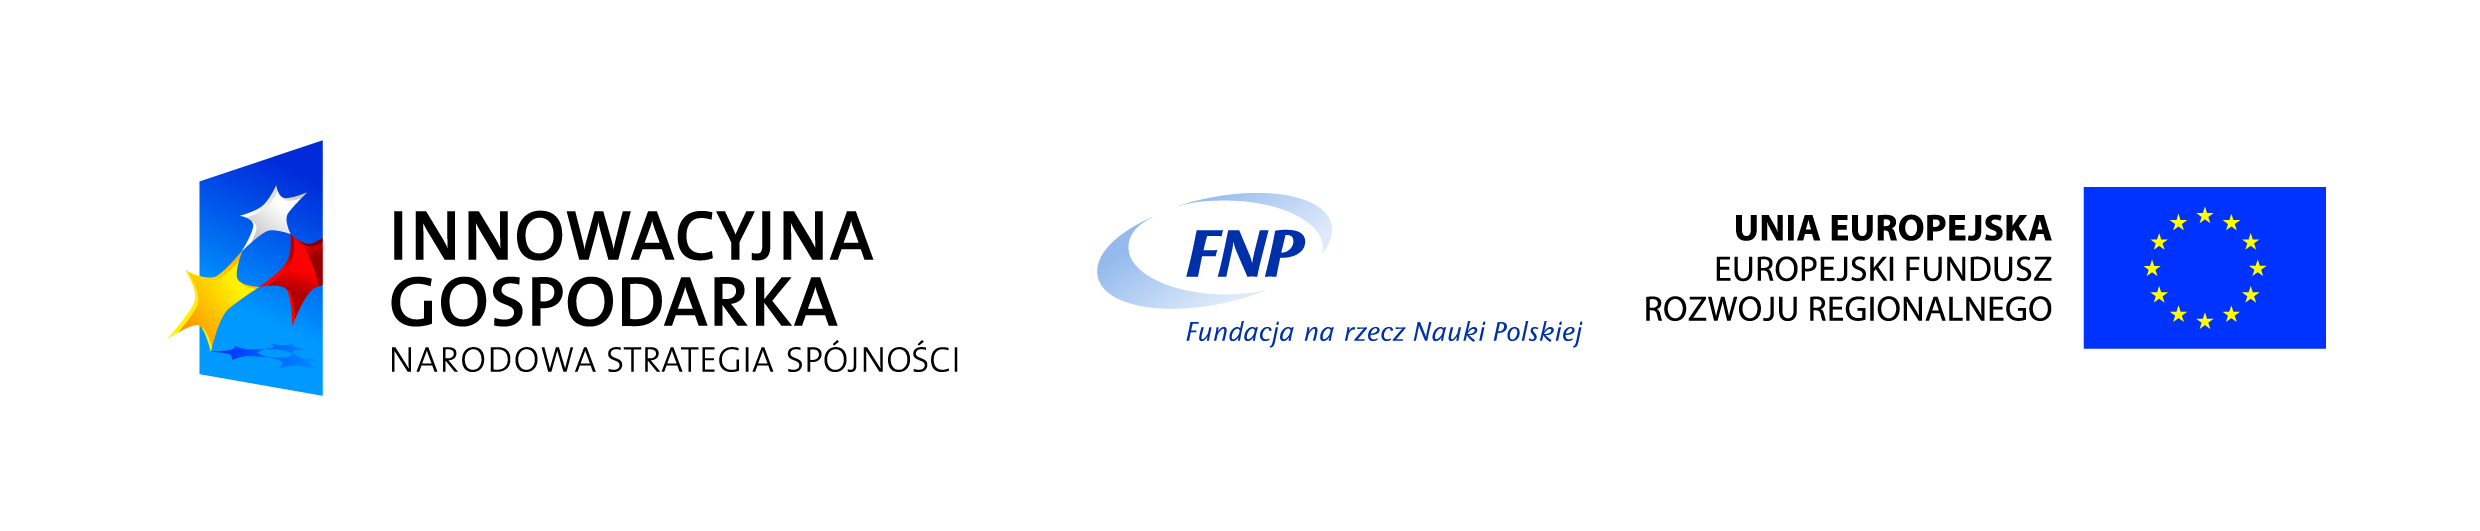 INNOWACYJNA
GOSPODARKA
NARODOWA STRATEGIA SPÓJNOŚCI
FNP
Fundacja na rzecz Nauki Polskiej
UNIA EUROPEJSKA
EUROPEJSKI FUNDUSZ
ROZWOJU REGIONALNEGO